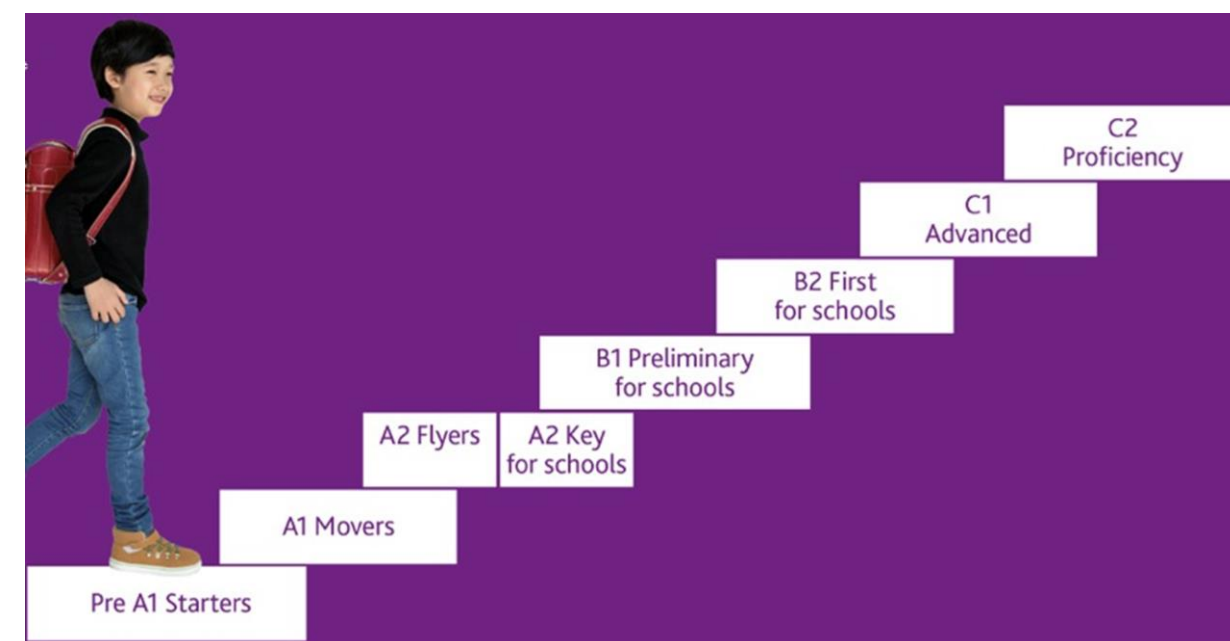 C2
Proficiency
C1
Advanced
B2 First
for schools
B1 Preliminary
for schools
A2 Flyers
A2 Key
for schools
A1 Movers
Pre A1 Starters